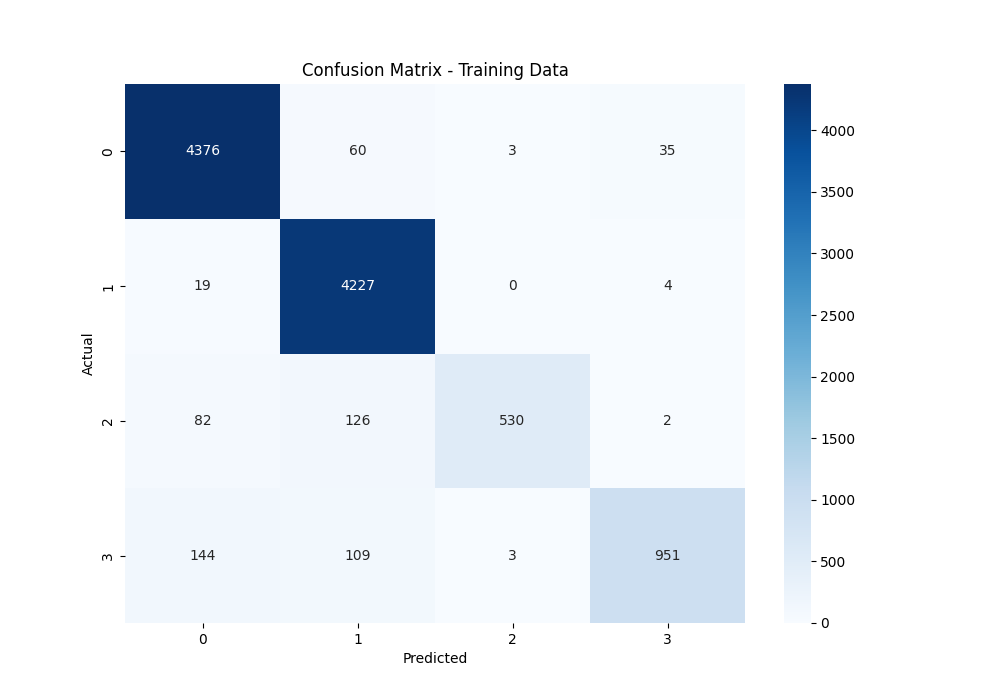 Confusion Matrix - Training Data
Actual
0 4376 60 3 35
1 19 4227 0 4
2 82 126 530 2
3 144 109 3 951
0 1 2 3
Predicted
4000
3500
3000
2500
2000
1500
1000
500
0